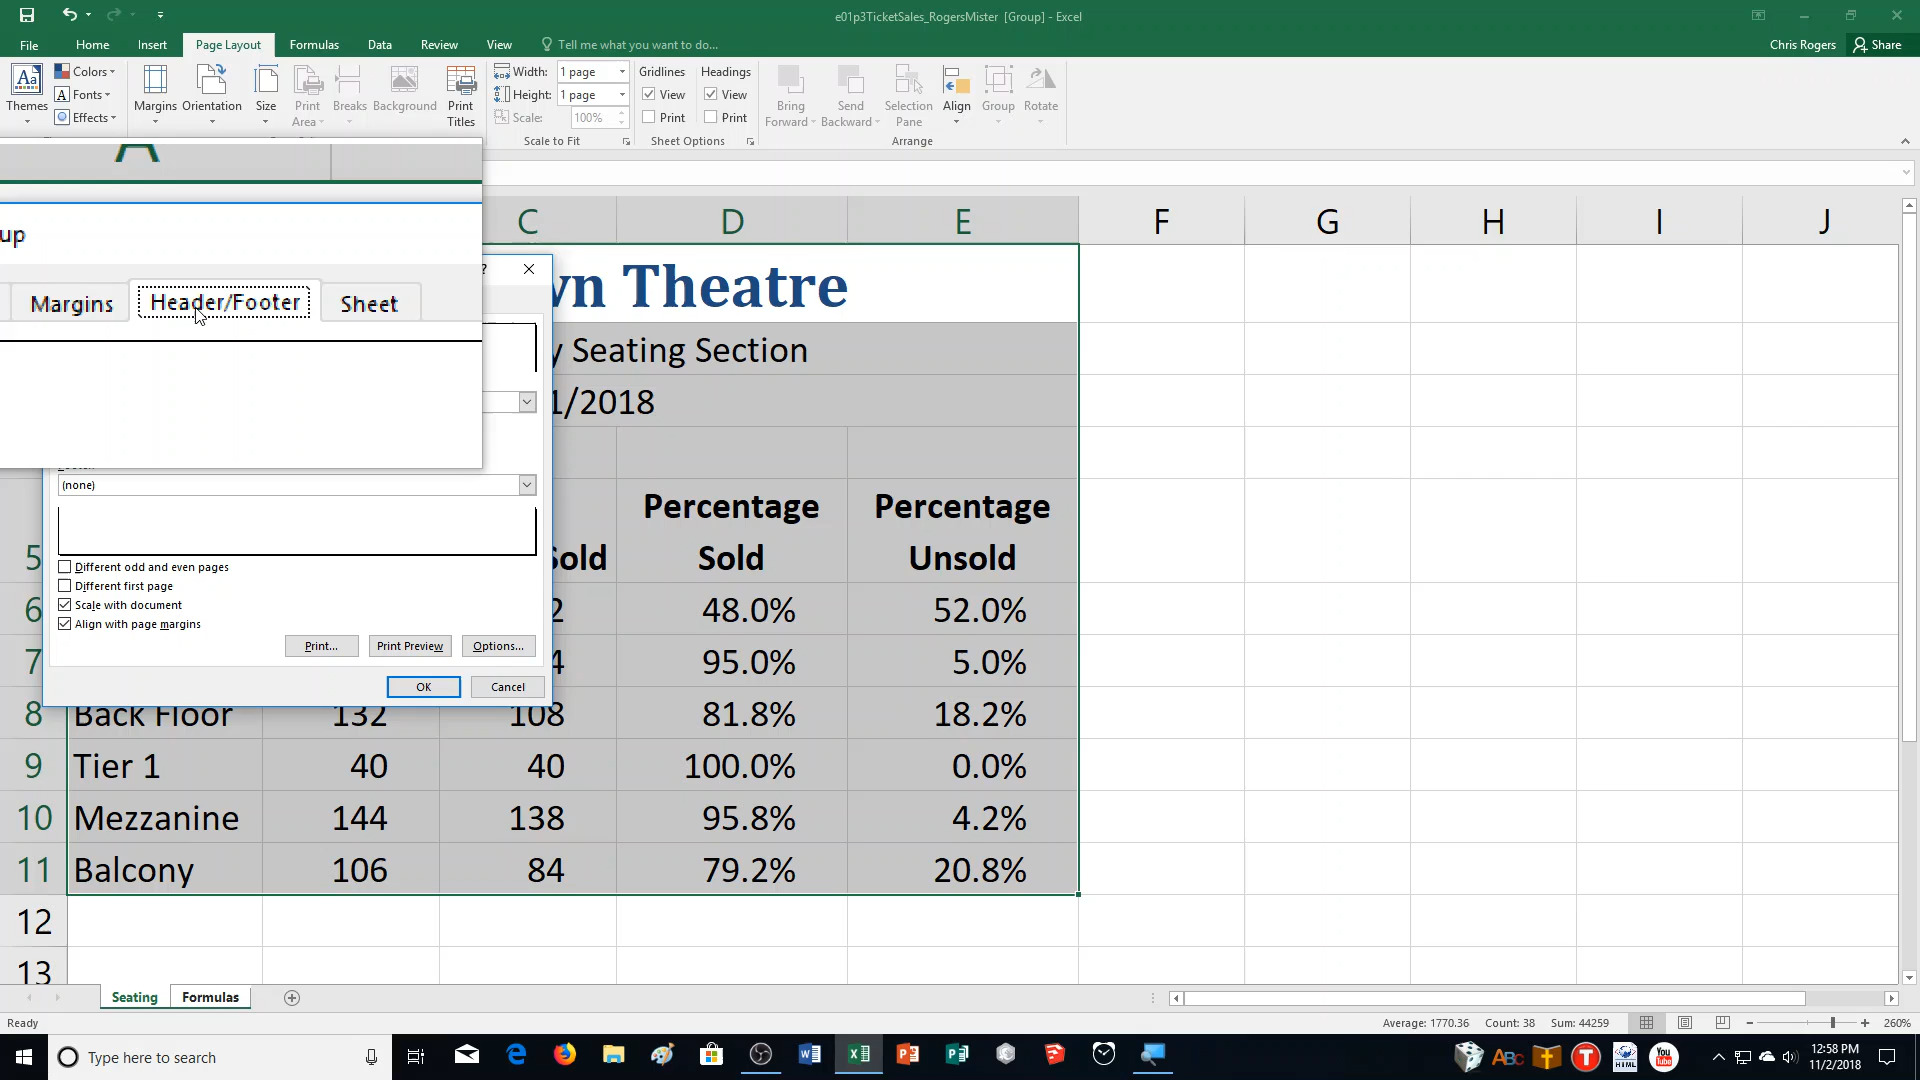 e01p3TicketSales_RogersMister [Group] - Excel
File Home Insert Page Layout Formulas Data Review View Tell me what you want to do... Chris Rogers Share
Colors Width: 1 page Gridlines Headings
Fonts Height: 1 page View View
Effects Scale: 100% Print Print
Themes Margins Orientation Size Print Area Breaks Background Print Titles Bring Forward Send Backward Selection Pane Align Group Rotate
Scale to Fit Sheet Options Arrange
up
Margins Header/Footer Sheet
C D E F G H I J
wn Theatre
y Seating Section
1/2018
(none)
Different odd and even pages
Different first page
Scale with document
Align with page margins
Print... Print Preview Options...
OK Cancel
Percentage Percentage
5 Sold Sold Unsold
6 2 48.0% 52.0%
7 4 95.0% 5.0%
8 Back Floor 132 108 81.8% 18.2%
9 Tier 1 40 40 100.0% 0.0%
10 Mezzanine 144 138 95.8% 4.2%
11 Balcony 106 84 79.2% 20.8%
12
13
Seating Formulas
Ready Average: 1770.36 Count: 38 Sum: 44259 260%
Type here to search
12:58 PM
11/2/2018